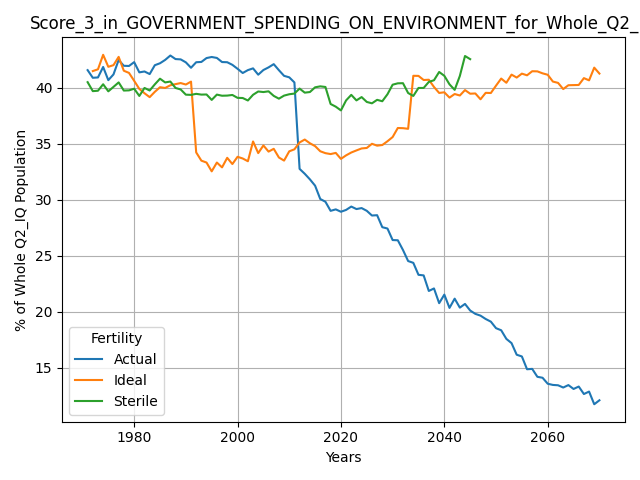 Score_3_in_GOVERNMENT_SPENDING_ON_ENVIRONMENT_for_Whole_Q2_
% of Whole Q2_IQ Population
40
35
30
25
20
15
Fertility
Actual
Ideal
Sterile
1980
2000
2020
2040
2060
Years